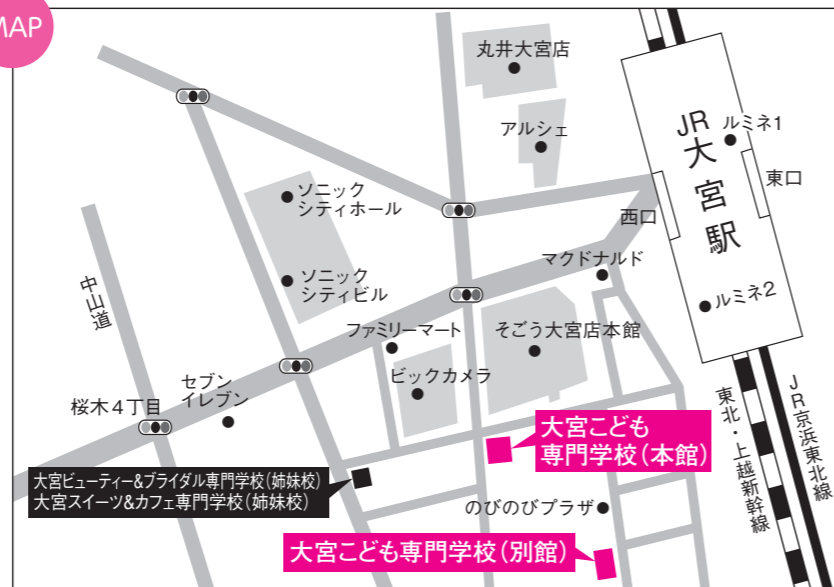 MAP
丸井大宮店
アルシェ
JR大宮駅
ルミネ1
東口
西口
ルミネ2
ソニック
シティホール
ソニック
シティビル
マクドナルド
中山道
ファミリーマート
そごう大宮店本館
ビックカメラ
セブン
イレブン
桜木4丁目
大宮こども
専門学校(本館)
大宮ビューティー&ブライダル専門学校(姉妹校)
大宮スイーツ&カフェ専門学校(姉妹校)
のびのびプラザ
大宮こども専門学校(別館)
東北・上越新幹線
JR京浜東北線